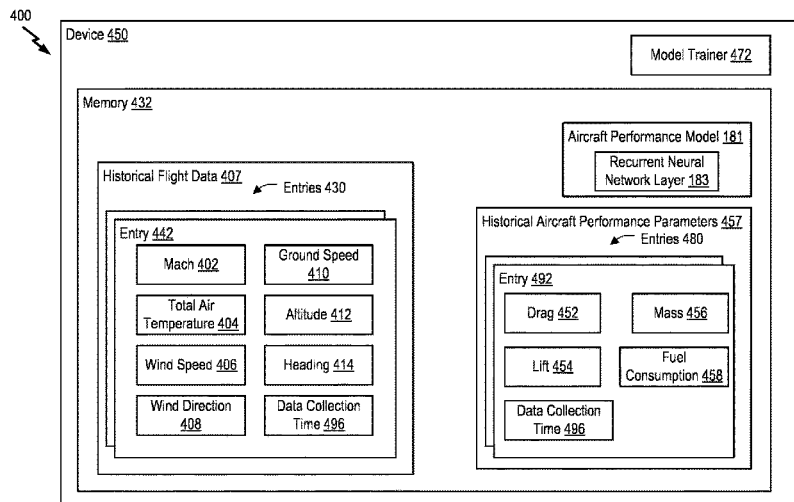 400
Device 450
Model Trainer 472
Memory 432
Aircraft Performance Model 181
Recurrent Neural
Network Layer 183
Historical Flight Data 407
Entries 430
Entry 442
Mach 402
Ground Speed
410
Total Air
Temperature 404
Altitude 412
Wind Speed 406
Heading 414
Wind Direction
408
Data Collection
Time 496
Historical Aircraft Performance Parameters 457
Entries 480
Entry 492
Drag 452
Mass 456
Lift 454
Fuel
Consumption 458
Data Collection
Time 496